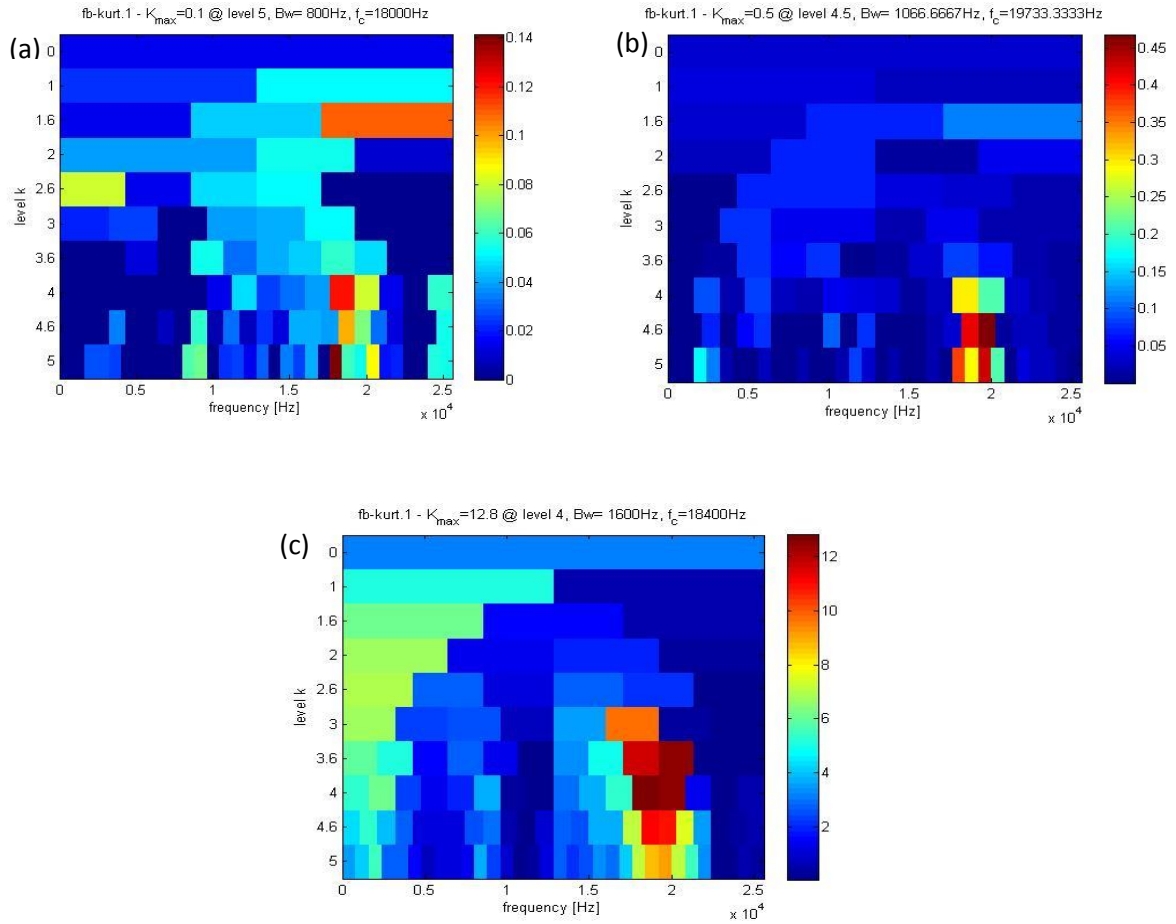 fb-kurt.1 - Kmax=0.1 @ level 5, Bw= 800Hz, fc=18000Hz
(a)
level k
0
1
1.6
2
2.6
3
3.6
4
4.6
5
0 0.5 1 1.5 2 2.5
frequency [Hz]
x 10^4
0.14
0.12
0.1
0.08
0.06
0.04
0.02
0
fb-kurt.1 - Kmax=0.5 @ level 4.5, Bw= 1066.6667Hz, fc=19733.3333Hz
(b)
level k
0
1
1.6
2
2.6
3
3.6
4
4.6
5
0 0.5 1 1.5 2 2.5
frequency [Hz]
x 10^4
0.45
0.4
0.35
0.3
0.25
0.2
0.15
0.1
0.05
fb-kurt.1 - Kmax=12.8 @ level 4, Bw= 1600Hz, fc=18400Hz
(c)
level k
0
1
1.6
2
2.6
3
3.6
4
4.6
5
0 0.5 1 1.5 2 2.5
frequency [Hz]
x 10^4
12
10
8
6
4
2